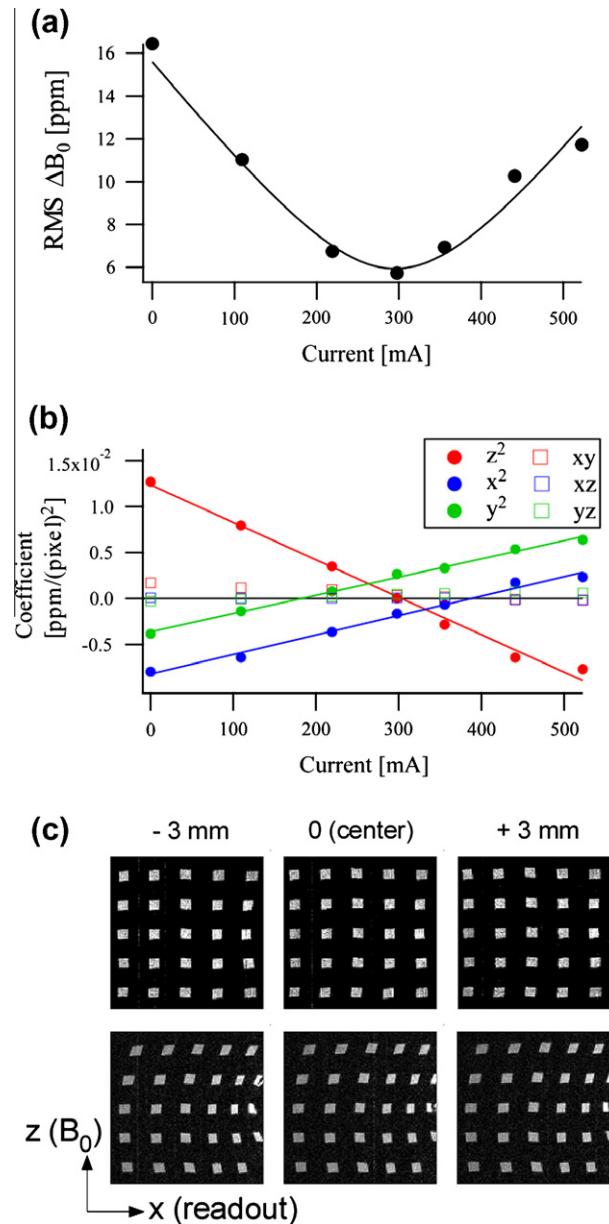 (a)
16
14
12
10
8
6
RMS ΔB₀ [ppm]
0 100 200 300 400 500
Current [mA]
(b)
1.5x10⁻²
1.0
0.5
0.0
-0.5
Coefficient
[ppm/(pixel)²]
z² xy
x² xz
y² yz
0 100 200 300 400 500
Current [mA]
(c)
- 3 mm 0 (center) + 3 mm
z (B₀)
x (readout)